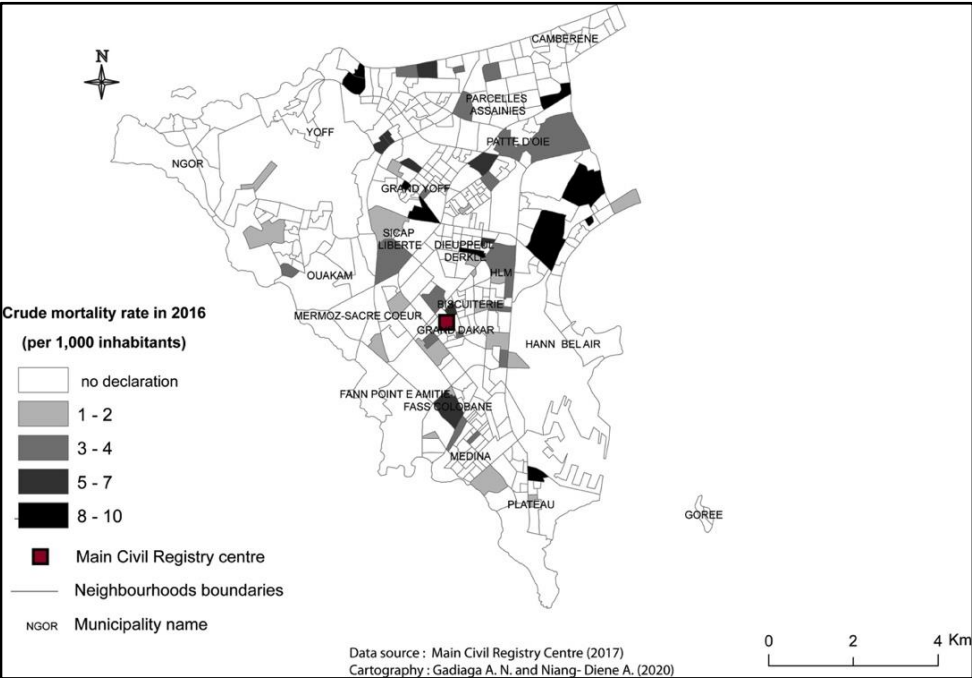 CAMBERENE
N
PARCELLES
ASSAINIES
YOFF
PATTE D'OIE
NGOR
GRAND YOFF
SICAP
LIBERTE
DIEUPPEUL
DERKLE
HLM
OUAKAM
BISCUITERIE
MERMOZ-SACRE COEUR
GRAND DAKAR
HANN BEL AIR
FANN POINT E AMITIE
FASS COLOBANE
MEDINA
PLATEAU
GOREE
Crude mortality rate in 2016
(per 1,000 inhabitants)
no declaration
1 - 2
3 - 4
5 - 7
8 - 10
Main Civil Registry centre
Neighbourhoods boundaries
NGOR Municipality name
0 2 4 Km
Data source : Main Civil Registry Centre (2017)
Cartography : Gadiaga A. N. and Niang- Diene A. (2020)